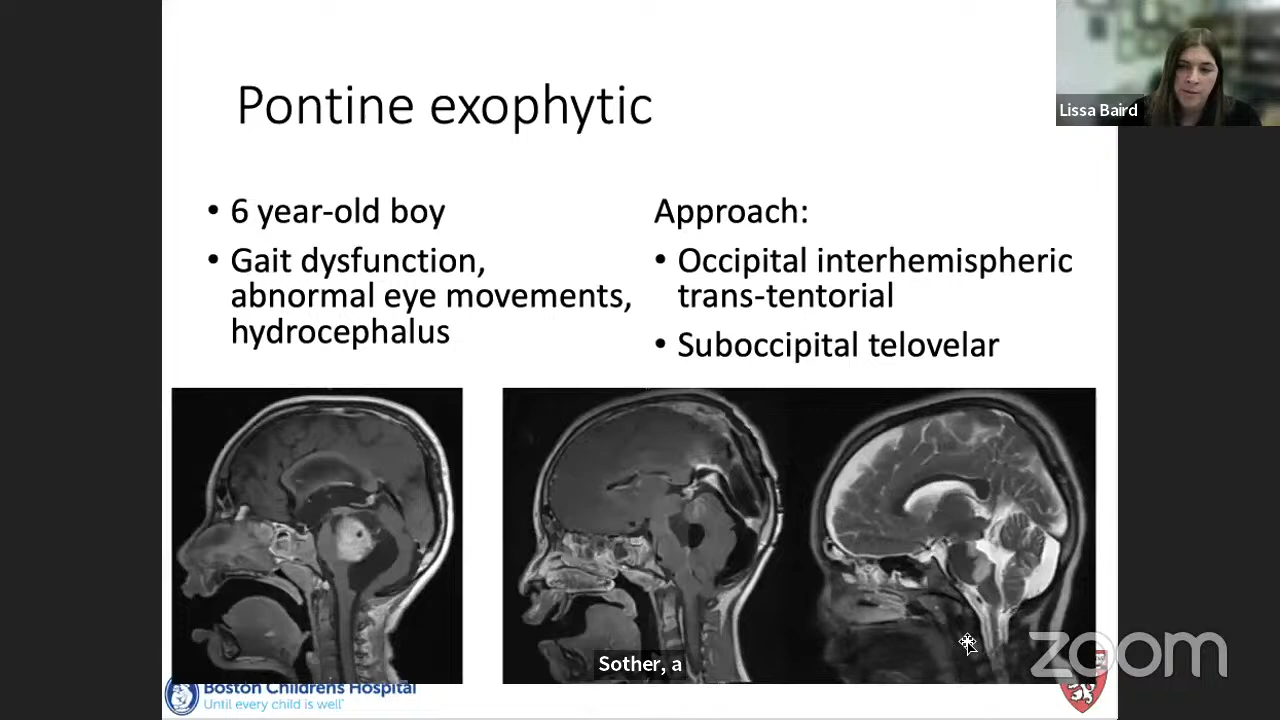 Pontine exophytic
Lissa Baird
• 6 year-old boy
• Gait dysfunction,
abnormal eye movements,
hydrocephalus
Approach:
• Occipital interhemispheric
trans-tentorial
• Suboccipital telovelar
Sother, a
zoom
Boston Childrens Hospital
Until every child is well